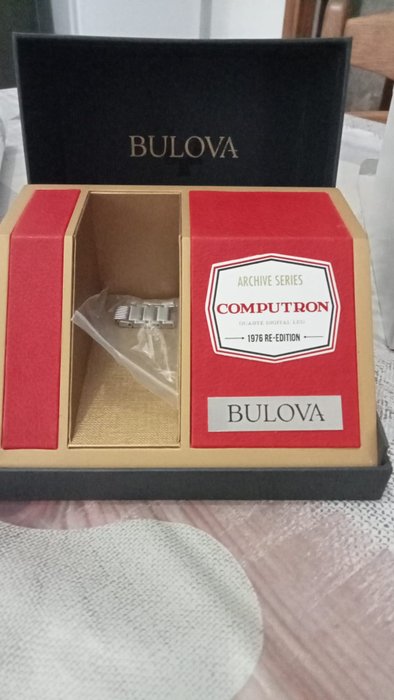 BULOVA
ARCHIVE SERIES
COMPUTRON
QUARTZ DIGITAL LED
1976 RE-EDITION
BULOVA